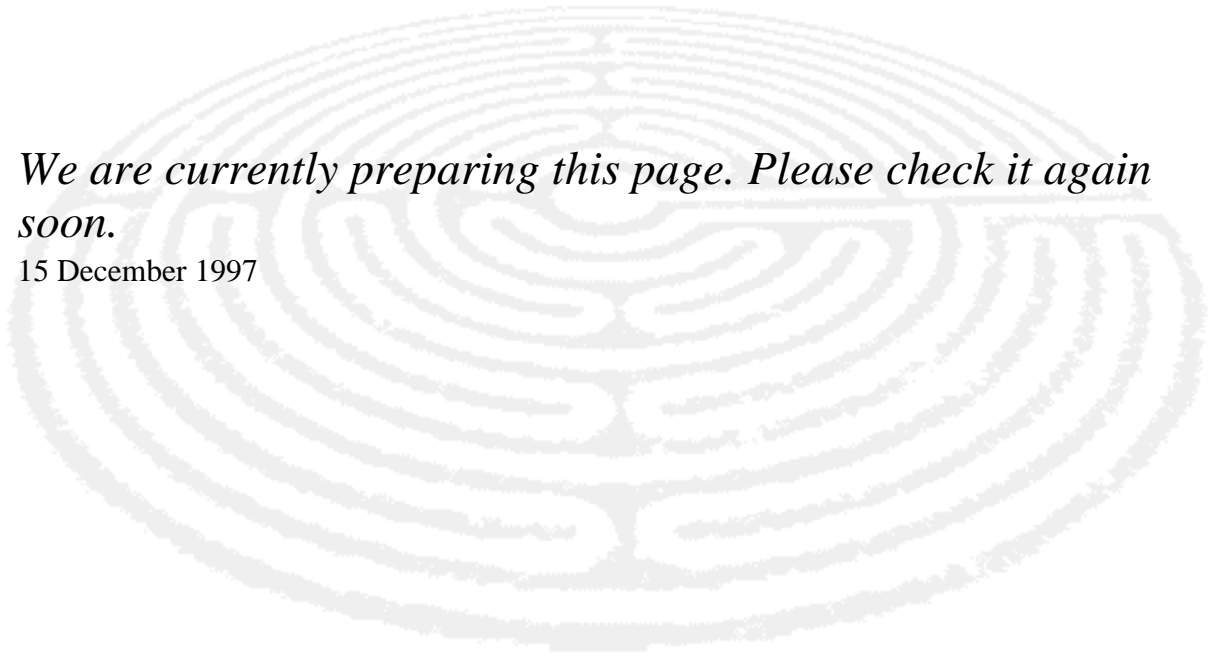 We are currently preparing this page. Please check it again
soon.
15 December 1997